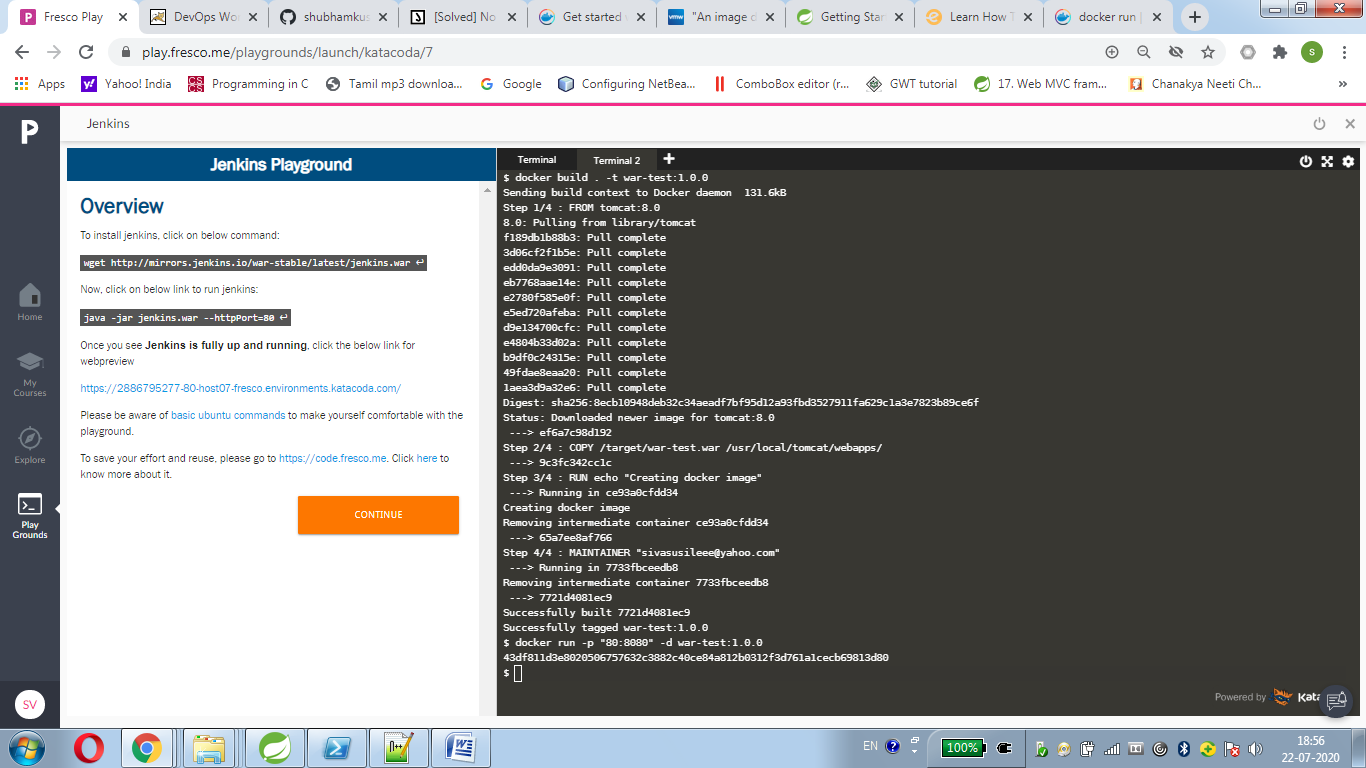 Fresco Play
DevOps Wo
shubhamkus
[Solved] No
Get started w
"An image d
Getting Star
Learn How T
docker run |
play.fresco.me/playgrounds/launch/katacoda/7
S
Apps
Yahoo! India
Programming in C
Tamil mp3 downloa...
Google
Configuring NetBea...
ComboBox editor (r...
GWT tutorial
17. Web MVC fram...
Chanakya Neeti Ch...
»
Jenkins
Home
My Courses
Explore
Play Grounds
SV
Jenkins Playground
Overview
To install jenkins, click on below command:
wget http://mirrors.jenkins.io/war-stable/latest/jenkins.war ↩
Now, click on below link to run jenkins:
java -jar jenkins.war --httpPort=80 ↩
Once you see Jenkins is fully up and running, click the below link for
webpreview
https://2886795277-80-host07-fresco.environments.katacoda.com/
Please be aware of basic ubuntu commands to make yourself comfortable with the
playground.
To save your effort and reuse, please go to https://code.fresco.me. Click here to
know more about it.
CONTINUE
Terminal
Terminal 2
$ docker build . -t war-test:1.0.0
Sending build context to Docker daemon 131.6kB
Step 1/4 : FROM tomcat:8.0
8.0: Pulling from library/tomcat
f189db1b88b3: Pull complete
3d06cf2f1b5e: Pull complete
edd0da9e3091: Pull complete
eb7768aae14e: Pull complete
e2780f585e0f: Pull complete
e5ed720afeba: Pull complete
d9e134700cfc: Pull complete
e4804b33d02a: Pull complete
b9df0c24315e: Pull complete
49fdae8eaa20: Pull complete
1aea3d9a32e6: Pull complete
Digest: sha256:8ecb10948deb32c34aeadf7bf95d12a93fbd3527911fa629c1a3e7823b89ce6f
Status: Downloaded newer image for tomcat:8.0
---> ef6a7c98d192
Step 2/4 : COPY /target/war-test.war /usr/local/tomcat/webapps/
---> 9c3fc342cc1c
Step 3/4 : RUN echo "Creating docker image"
---> Running in ce93a0cfdd34
Creating docker image
Removing intermediate container ce93a0cfdd34
---> 65a7ee8af766
Step 4/4 : MAINTAINER "sivasusileee@yahoo.com"
---> Running in 7733fbceedb8
Removing intermediate container 7733fbceedb8
---> 7721d4081ec9
Successfully built 7721d4081ec9
Successfully tagged war-test:1.0.0
$ docker run -p "80:8080" -d war-test:1.0.0
43df811d3e8020506757632c3882c40ce84a812b0312f3d761a1cecb69813d80
$
Powered by Kata
EN
100%
18:56
22-07-2020